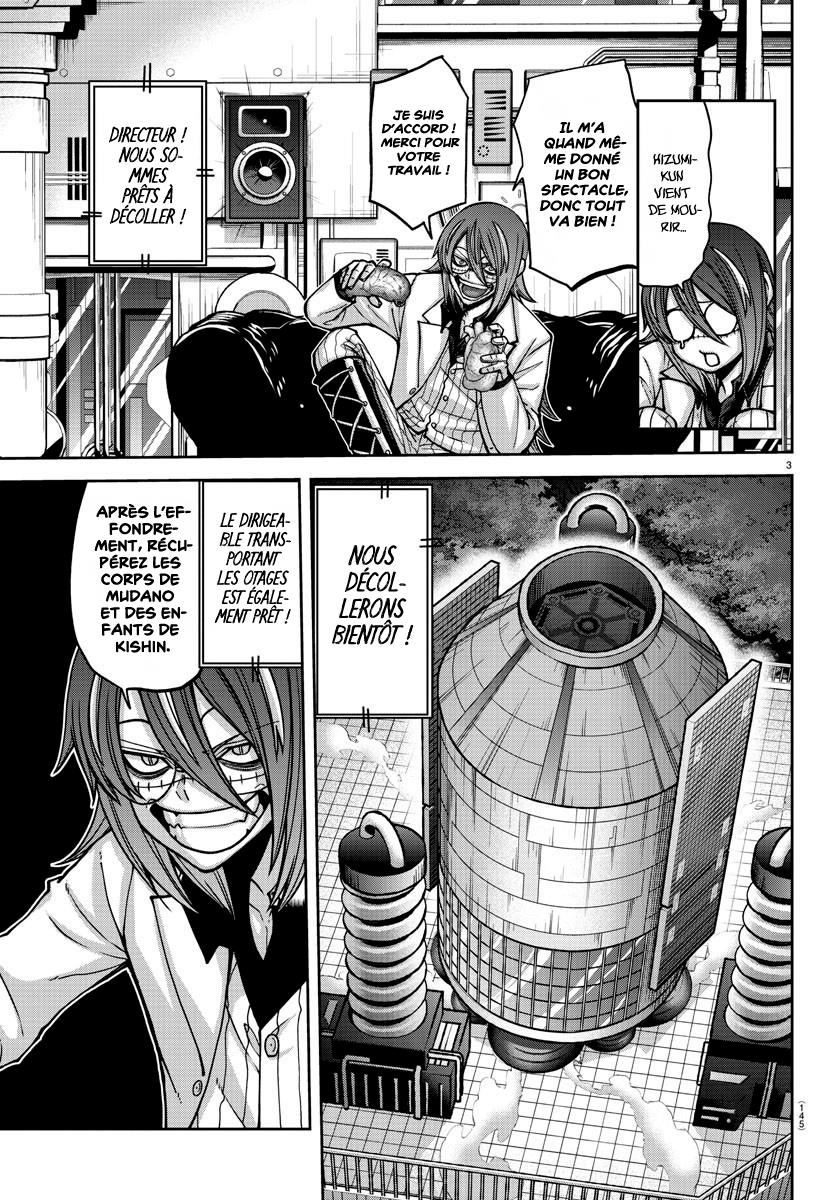 HIZUMI-
KUN
VIENT
DE MOU-
RIR...
IL M'A
QUAND MÊ-
ME DONNÉ
UN BON
SPECTACLE,
DONC TOUT
VA BIEN !
JE SUIS
D'ACCORD !
MERCI POUR
VOTRE
TRAVAIL !
DIRECTEUR !
NOUS SOM-
MES
PRÊTS À
DÉCOLLER !
3
NOUS
DÉCOL-
LERONS
BIENTÔT !
LE DIRIGEA-
BLE TRANS-
PORTANT
LES OTAGES
EST ÉGALE-
MENT PRÊT !
APRÈS L'EF-
FONDRE-
MENT, RÉCU-
PÉREZ LES
CORPS DE
MUDANO
ET DES EN-
FANTS DE
KISHIN.
(145)